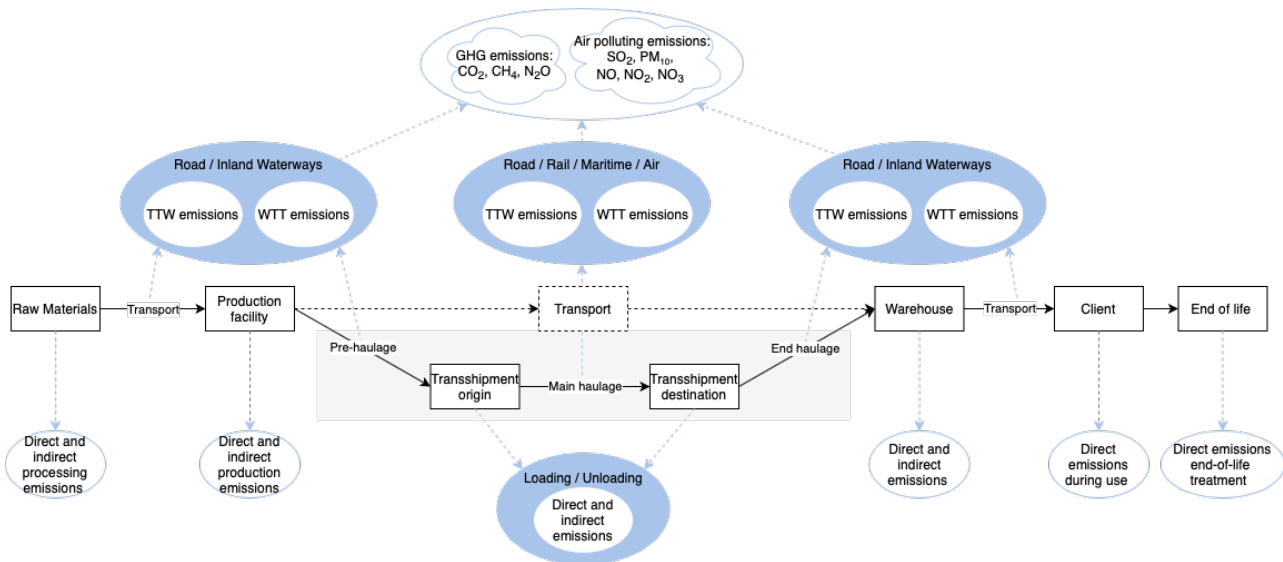 GHG emissions:
CO₂, CH₄, N₂O
Air polluting emissions:
SO₂, PM₁₀,
NO, NO₂, NO₃
Road / Inland Waterways
TTW emissions
WTT emissions
Road / Rail / Maritime / Air
TTW emissions
WTT emissions
Road / Inland Waterways
TTW emissions
WTT emissions
Raw Materials
Transport
Production
facility
Transport
Warehouse
Transport
Client
End of life
Pre-haulage
End haulage
Transshipment
origin
Main haulage
Transshipment
destination
Direct and
indirect
processing
emissions
Direct and
indirect
production
emissions
Loading / Unloading
Direct and
indirect
emissions
Direct and
indirect
emissions
Direct
emissions
during use
Direct emissions
end-of-life
treatment